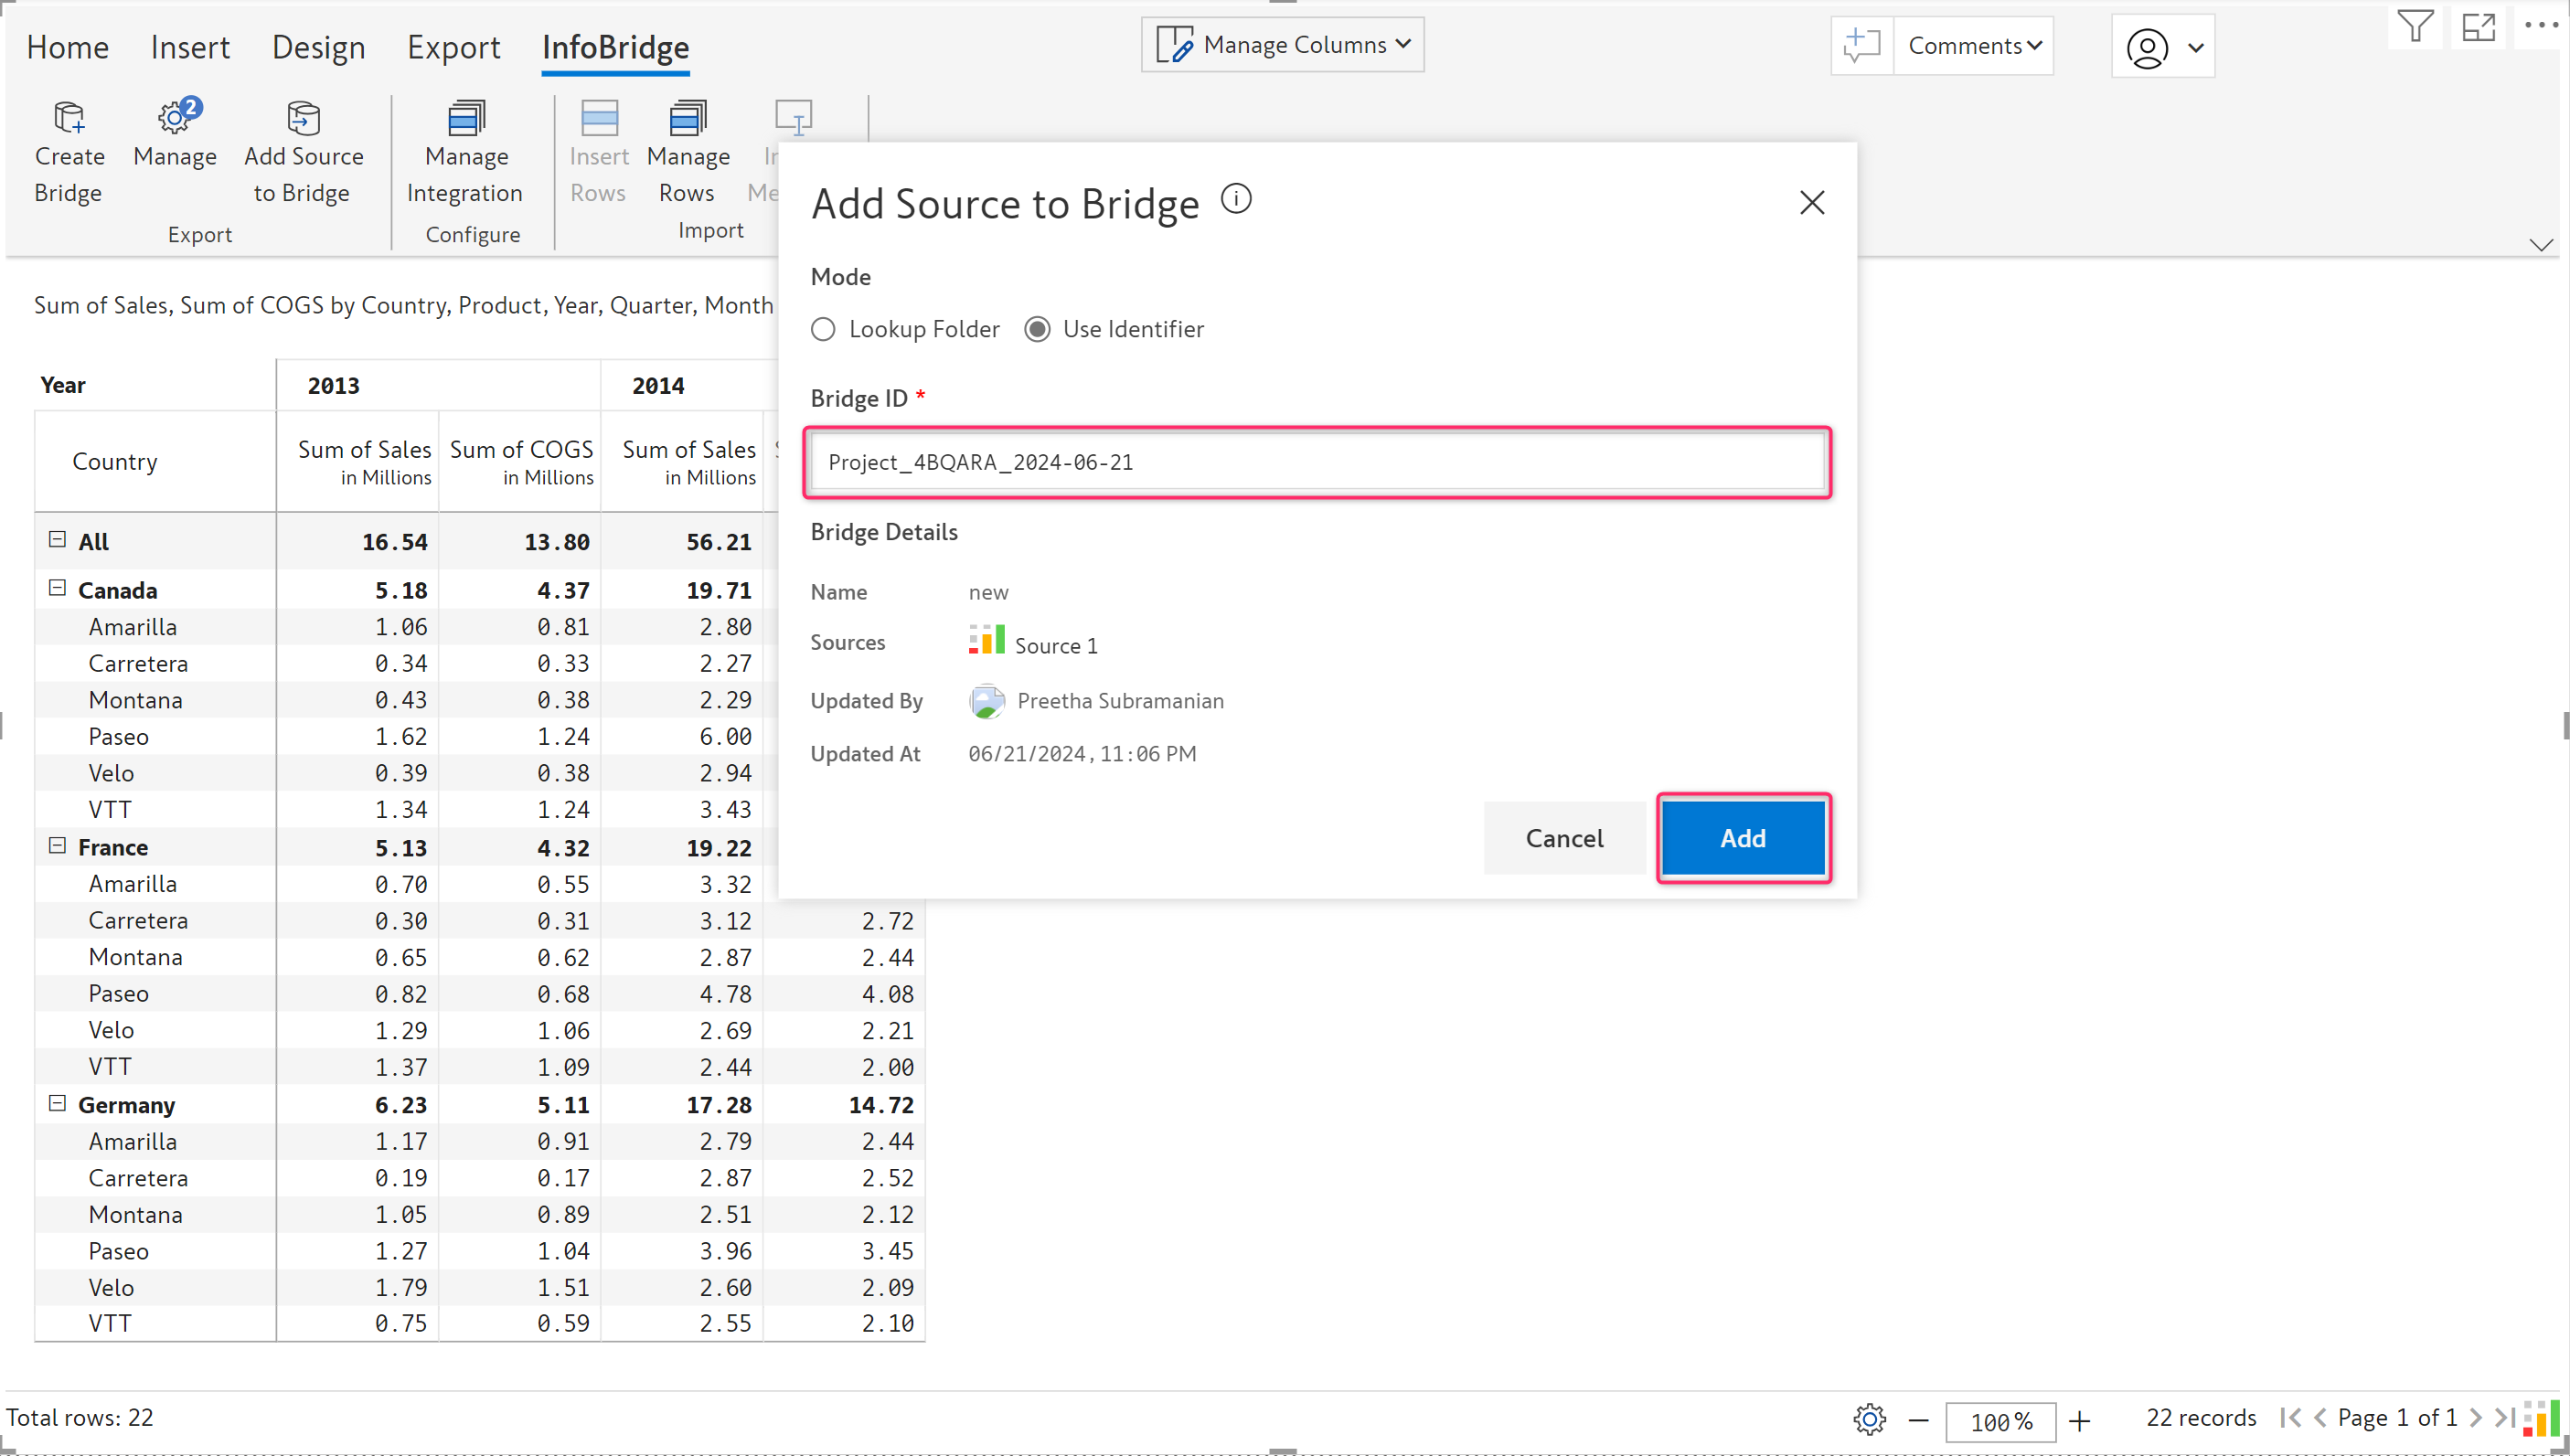 Home Insert Design Export InfoBridge Manage Columns Comments
2
Create Bridge Manage Add Source to Bridge Manage Integration Insert Rows Manage Rows
Export Configure Import
Add Source to Bridge
Mode
Lookup Folder Use Identifier
Bridge ID *
Project_4BQARA_2024-06-21
Bridge Details
Name new
Sources Source 1
Updated By Preetha Subramanian
Updated At 06/21/2024, 11:06 PM
Cancel Add
Sum of Sales, Sum of COGS by Country, Product, Year, Quarter, Month
Year 2013 2014
Country Sum of Sales in Millions Sum of COGS in Millions Sum of Sales in Millions
All 16.54 13.80 56.21
Canada 5.18 4.37 19.71
Amarilla 1.06 0.81 2.80
Carretera 0.34 0.33 2.27
Montana 0.43 0.38 2.29
Paseo 1.62 1.24 6.00
Velo 0.39 0.38 2.94
VTT 1.34 1.24 3.43
France 5.13 4.32 19.22
Amarilla 0.70 0.55 3.32
Carretera 0.30 0.31 3.12 2.72
Montana 0.65 0.62 2.87 2.44
Paseo 0.82 0.68 4.78 4.08
Velo 1.29 1.06 2.69 2.21
VTT 1.37 1.09 2.44 2.00
Germany 6.23 5.11 17.28 14.72
Amarilla 1.17 0.91 2.79 2.44
Carretera 0.19 0.17 2.87 2.52
Montana 1.05 0.89 2.51 2.12
Paseo 1.27 1.04 3.96 3.45
Velo 1.79 1.51 2.60 2.09
VTT 0.75 0.59 2.55 2.10
Total rows: 22 100% 22 records Page 1 of 1